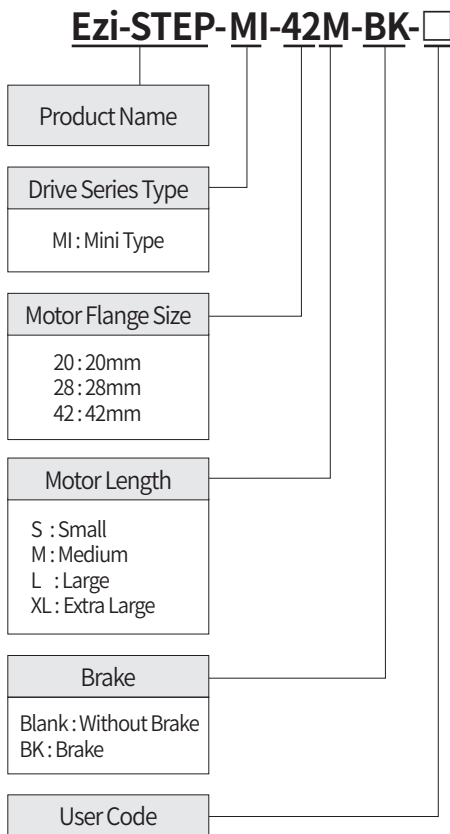 Ezi-STEP-MI-42M-BK-□
Product Name
Drive Series Type
MI : Mini Type
Motor Flange Size
20 : 20mm
28 : 28mm
42 : 42mm
Motor Length
S : Small
M : Medium
L : Large
XL : Extra Large
Brake
Blank : Without Brake
BK : Brake
User Code